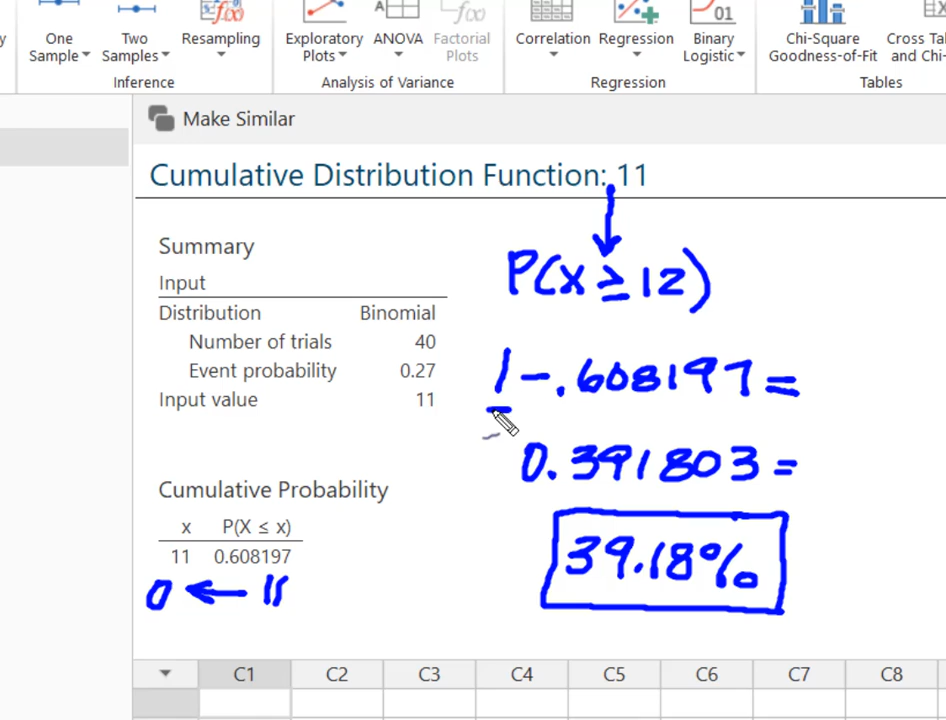 One Sample
Two Samples
Resampling
Exploratory Plots
ANOVA
Factorial Plots
Correlation
Regression
Binary Logistic
Chi-Square Goodness-of-Fit
Cross
and Chi-
Inference
Analysis of Variance
Regression
Tables
Make Similar
Cumulative Distribution Function: 11
Summary
Input
Distribution Binomial
Number of trials 40
Event probability 0.27
Input value 11
P(X ≥ 12)
1 - .608197 =
0.391803 =
39.18%
Cumulative Probability
x P(X ≤ x)
11 0.608197
0 ← 11
C1 C2 C3 C4 C5 C6 C7 C8